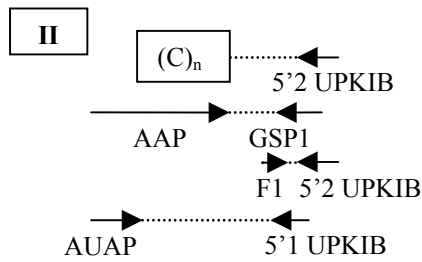 II
(C)n
5'2 UPKIB
AAP GSP1
F1 5'2 UPKIB
AUAP 5'1 UPKIB